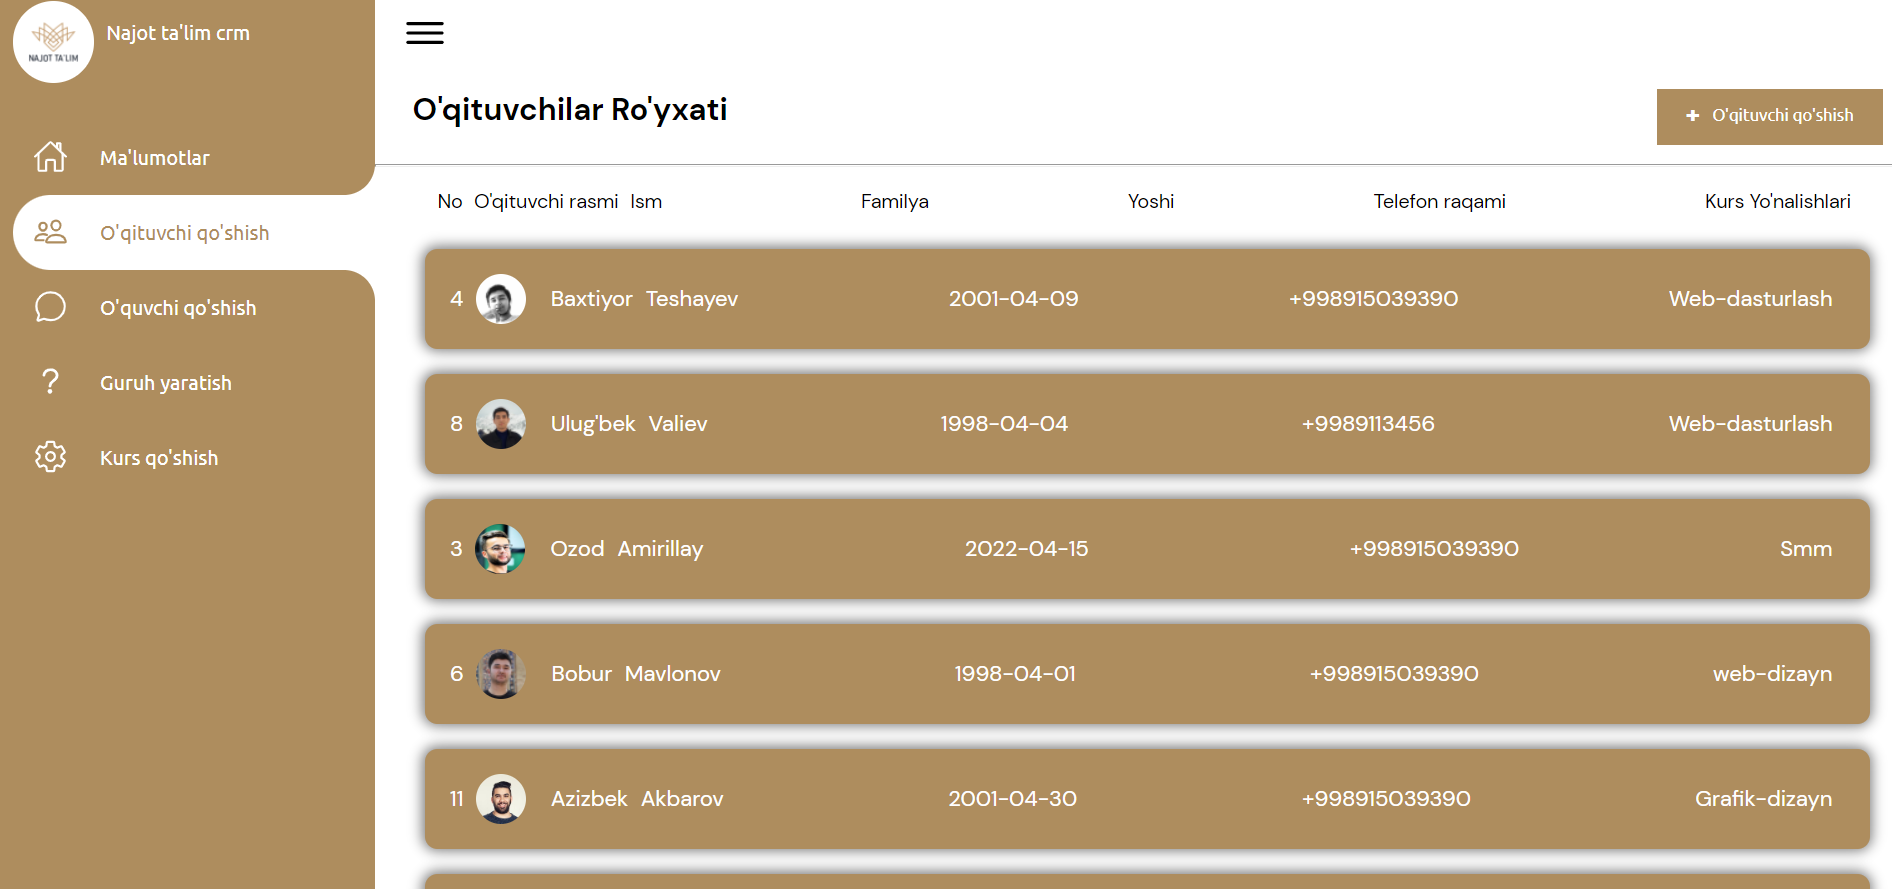 NAJOT TA'LIM
Najot ta'lim crm
Ma'lumotlar
O'qituvchi qo'shish
O'quvchi qo'shish
Guruh yaratish
Kurs qo'shish
O'qituvchilar Ro'yxati
+ O'qituvchi qo'shish
No O'qituvchi rasmi Ism Familya Yoshi Telefon raqami Kurs Yo'nalishlari
4 Baxtiyor Teshayev 2001-04-09 +998915039390 Web-dasturlash
8 Ulug'bek Valiev 1998-04-04 +9989113456 Web-dasturlash
3 Ozod Amirillay 2022-04-15 +998915039390 Smm
6 Bobur Mavlonov 1998-04-01 +998915039390 web-dizayn
11 Azizbek Akbarov 2001-04-30 +998915039390 Grafik-dizayn